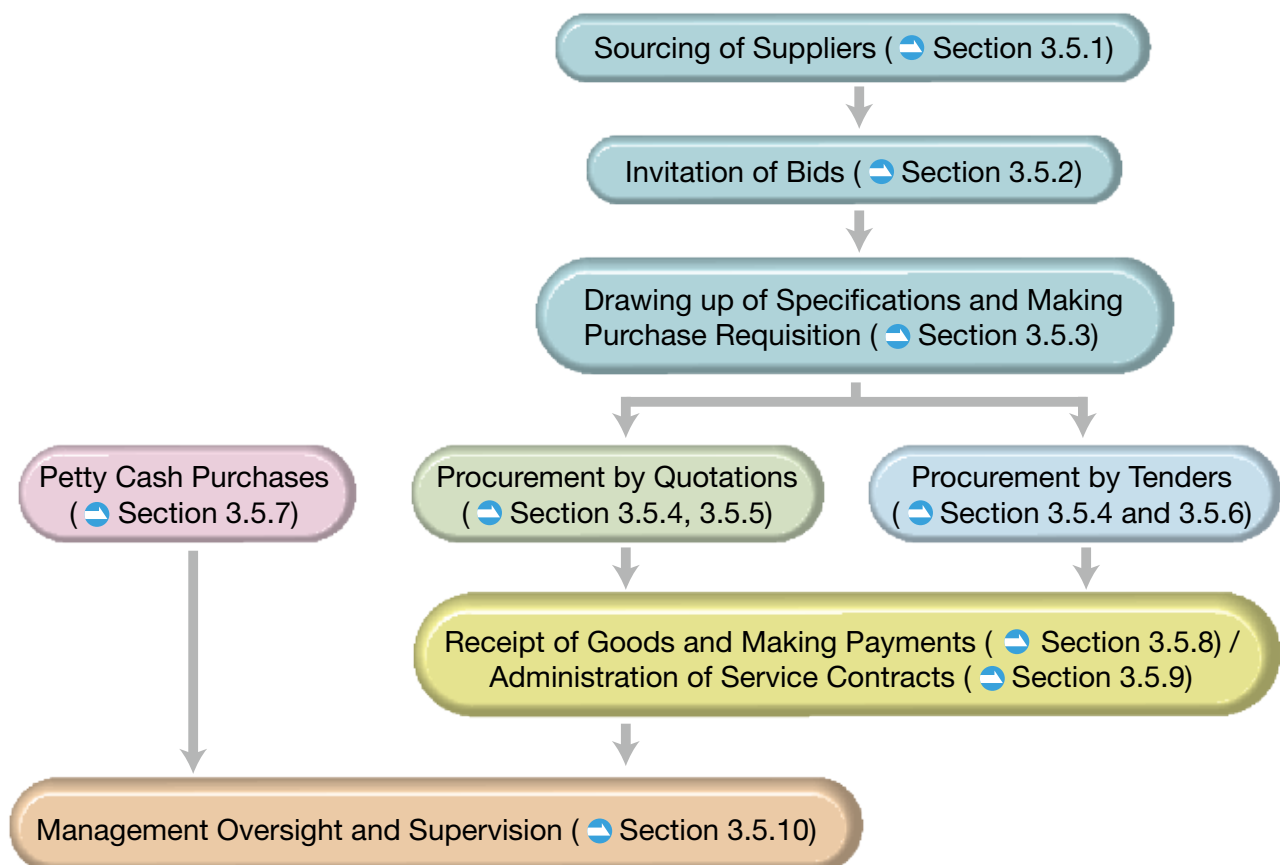 Sourcing of Suppliers ( Section 3.5.1)
Invitation of Bids ( Section 3.5.2)
Drawing up of Specifications and Making
Purchase Requisition ( Section 3.5.3)
Petty Cash Purchases
( Section 3.5.7)
Procurement by Quotations
( Section 3.5.4, 3.5.5)
Procurement by Tenders
( Section 3.5.4 and 3.5.6)
Receipt of Goods and Making Payments ( Section 3.5.8) /
Administration of Service Contracts ( Section 3.5.9)
Management Oversight and Supervision ( Section 3.5.10)